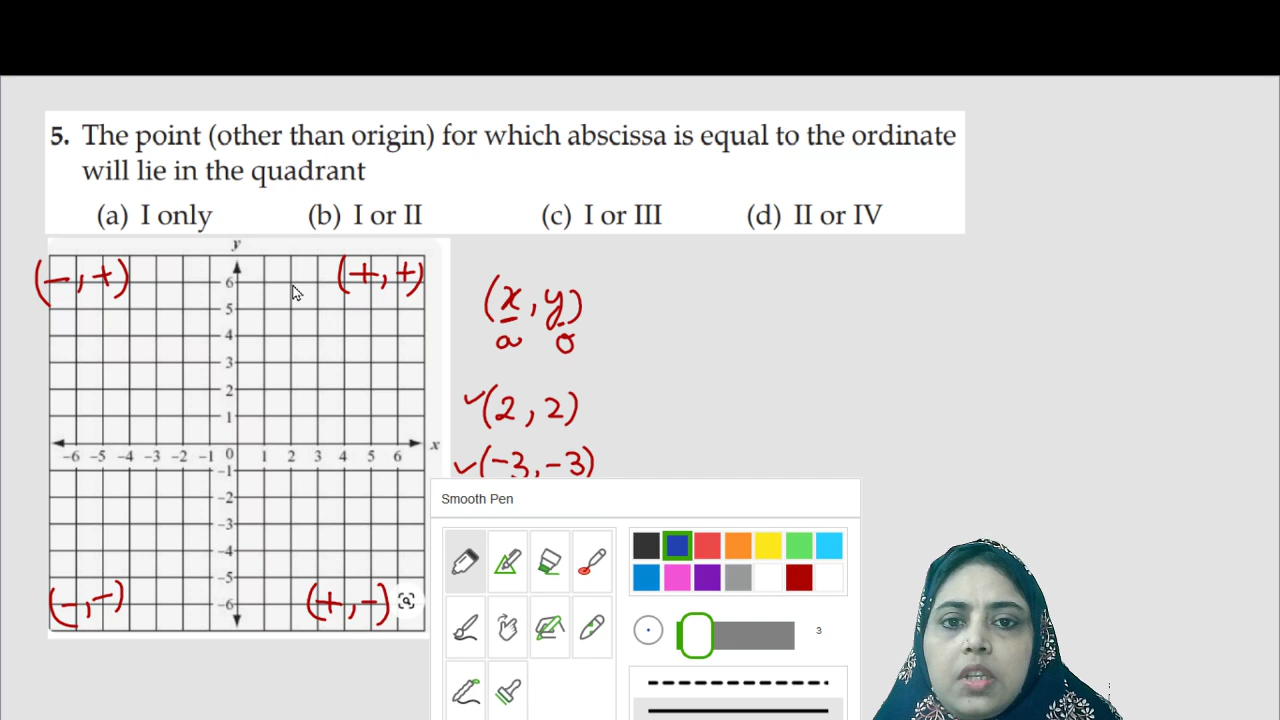 5. The point (other than origin) for which abscissa is equal to the ordinate
will lie in the quadrant
(a) I only (b) I or II (c) I or III (d) II or IV
y
(-,+) (+,+)
6
5
4
3
2
1
-6 -5 -4 -3 -2 -1 0 1 2 3 4 5 6 x
-1
-2
-3
-4
-5
-6
(-,-) (+,-)
(x,y)
a o
✓(2,2)
✓(-3,-3)
Smooth Pen
3